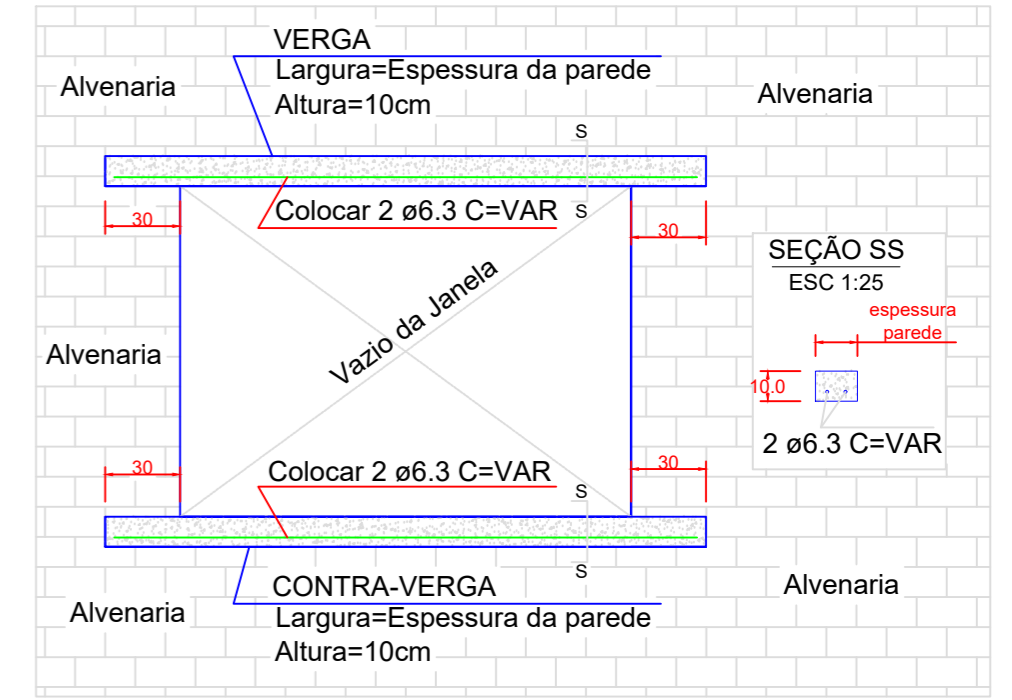 VERGA
Largura=Espessura da parede
Altura=10cm
Alvenaria
Alvenaria
S
S
Colocar 2 ø6.3 C=VAR
30
30
Vazio da Janela
Alvenaria
SEÇÃO SS
ESC 1:25
espessura
parede
10.0
2 ø6.3 C=VAR
30
30
Colocar 2 ø6.3 C=VAR
S
S
CONTRA-VERGA
Largura=Espessura da parede
Altura=10cm
Alvenaria
Alvenaria